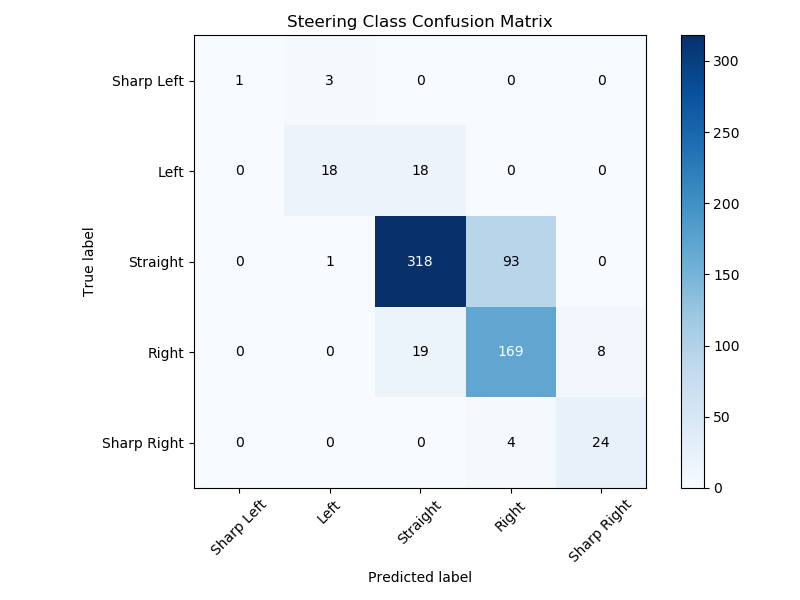 Steering Class Confusion Matrix
Sharp Left 1 3 0 0 0
Left 0 18 18 0 0
Straight 0 1 318 93 0
Right 0 0 19 169 8
Sharp Right 0 0 0 4 24
Sharp Left Left Straight Right Sharp Right
Predicted label
True label
300
250
200
150
100
50
0